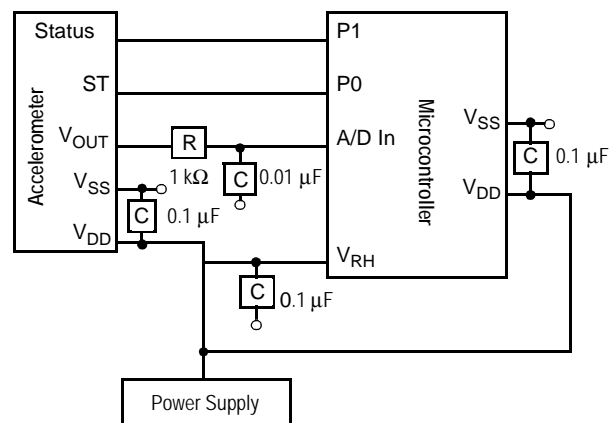 Accelerometer
Status
ST
VOUT
VSS
VDD
R
1 kΩ
C
0.01 µF
C
0.1 µF
C
0.1 µF
Microcontroller
P1
P0
A/D In
VRH
VSS
VDD
C
0.1 µF
Power Supply